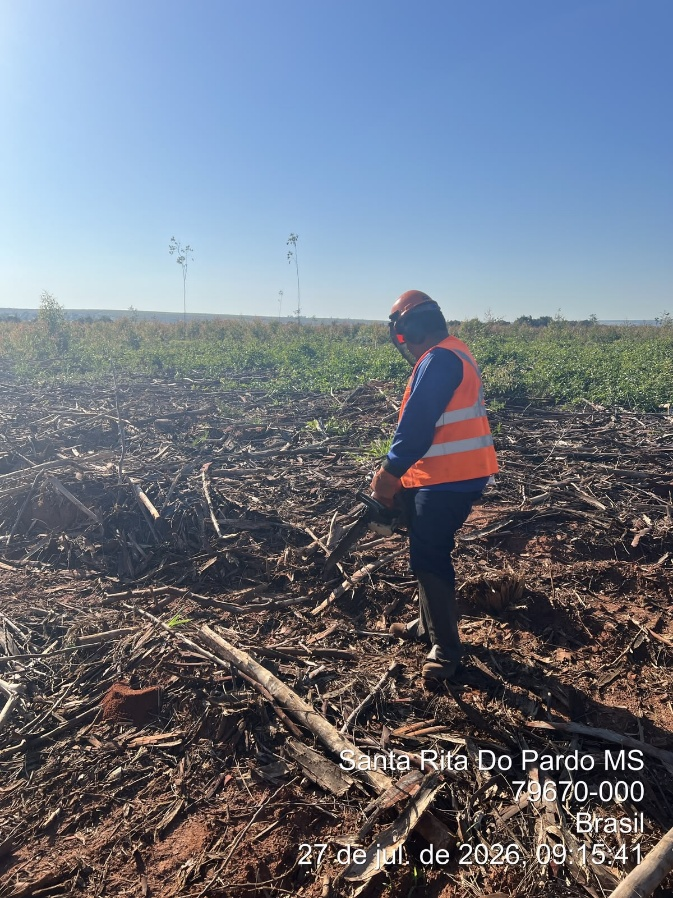 Santa Rita Do Pardo MS
79670-000
Brasil
27 de jul. de 2026, 09:15:41